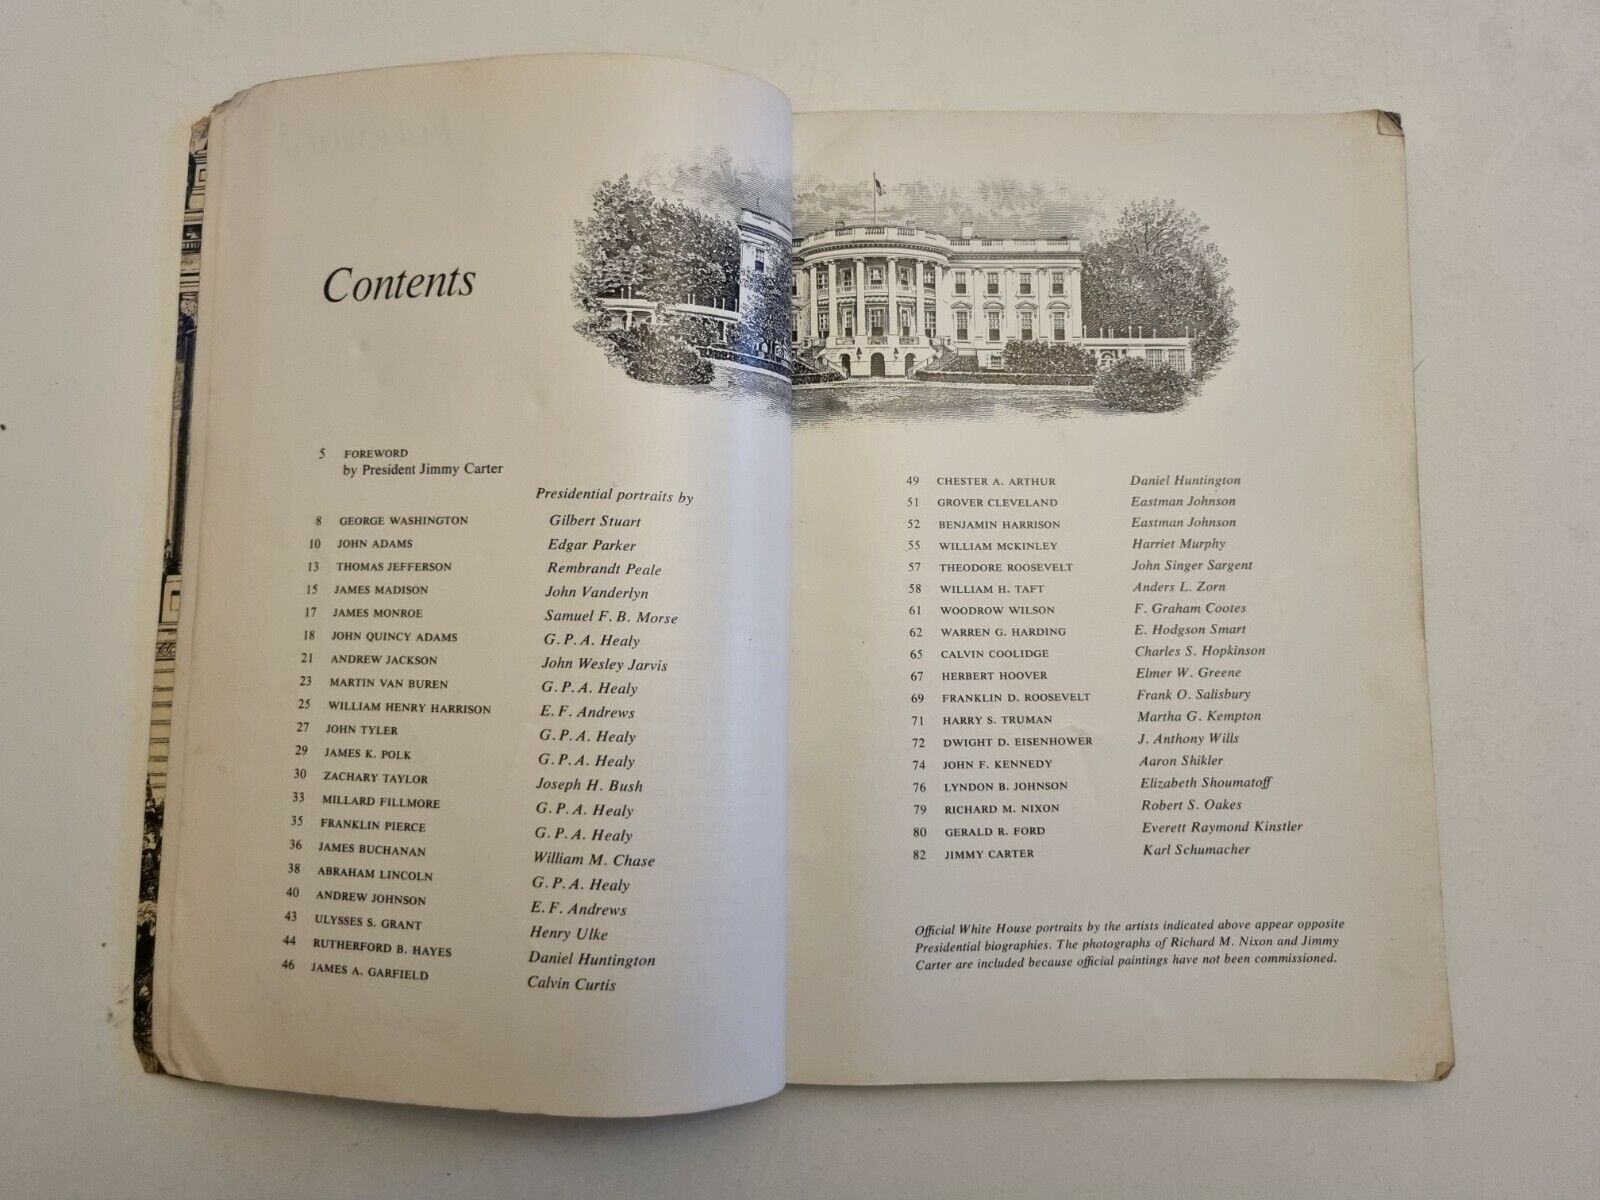 Contents
5 FOREWORD
by President Jimmy Carter
Presidential portraits by
8 GEORGE WASHINGTON Gilbert Stuart
10 JOHN ADAMS Edgar Parker
13 THOMAS JEFFERSON Rembrandt Peale
15 JAMES MADISON John Vanderlyn
17 JAMES MONROE Samuel F. B. Morse
18 JOHN QUINCY ADAMS G. P. A. Healy
21 ANDREW JACKSON John Wesley Jarvis
23 MARTIN VAN BUREN G. P. A. Healy
25 WILLIAM HENRY HARRISON E. F. Andrews
27 JOHN TYLER G. P. A. Healy
29 JAMES K. POLK G. P. A. Healy
30 ZACHARY TAYLOR Joseph H. Bush
33 MILLARD FILLMORE G. P. A. Healy
35 FRANKLIN PIERCE G. P. A. Healy
36 JAMES BUCHANAN William M. Chase
38 ABRAHAM LINCOLN G. P. A. Healy
40 ANDREW JOHNSON E. F. Andrews
43 ULYSSES S. GRANT Henry Ulke
44 RUTHERFORD B. HAYES Daniel Huntington
46 JAMES A. GARFIELD Calvin Curtis
49 CHESTER A. ARTHUR Daniel Huntington
51 GROVER CLEVELAND Eastman Johnson
52 BENJAMIN HARRISON Eastman Johnson
55 WILLIAM MCKINLEY Harriet Murphy
57 THEODORE ROOSEVELT John Singer Sargent
58 WILLIAM H. TAFT Anders L. Zorn
61 WOODROW WILSON F. Graham Cootes
62 WARREN G. HARDING E. Hodgson Smart
65 CALVIN COOLIDGE Charles S. Hopkinson
67 HERBERT HOOVER Elmer W. Greene
69 FRANKLIN D. ROOSEVELT Frank O. Salisbury
71 HARRY S. TRUMAN Martha G. Kempton
72 DWIGHT D. EISENHOWER J. Anthony Wills
74 JOHN F. KENNEDY Aaron Shikler
76 LYNDON B. JOHNSON Elizabeth Shoumatoff
79 RICHARD M. NIXON Robert S. Oakes
80 GERALD R. FORD Everett Raymond Kinstler
82 JIMMY CARTER Karl Schumacher
Official White House portraits by the artists indicated above appear opposite
Presidential biographies. The photographs of Richard M. Nixon and Jimmy
Carter are included because official paintings have not been commissioned.